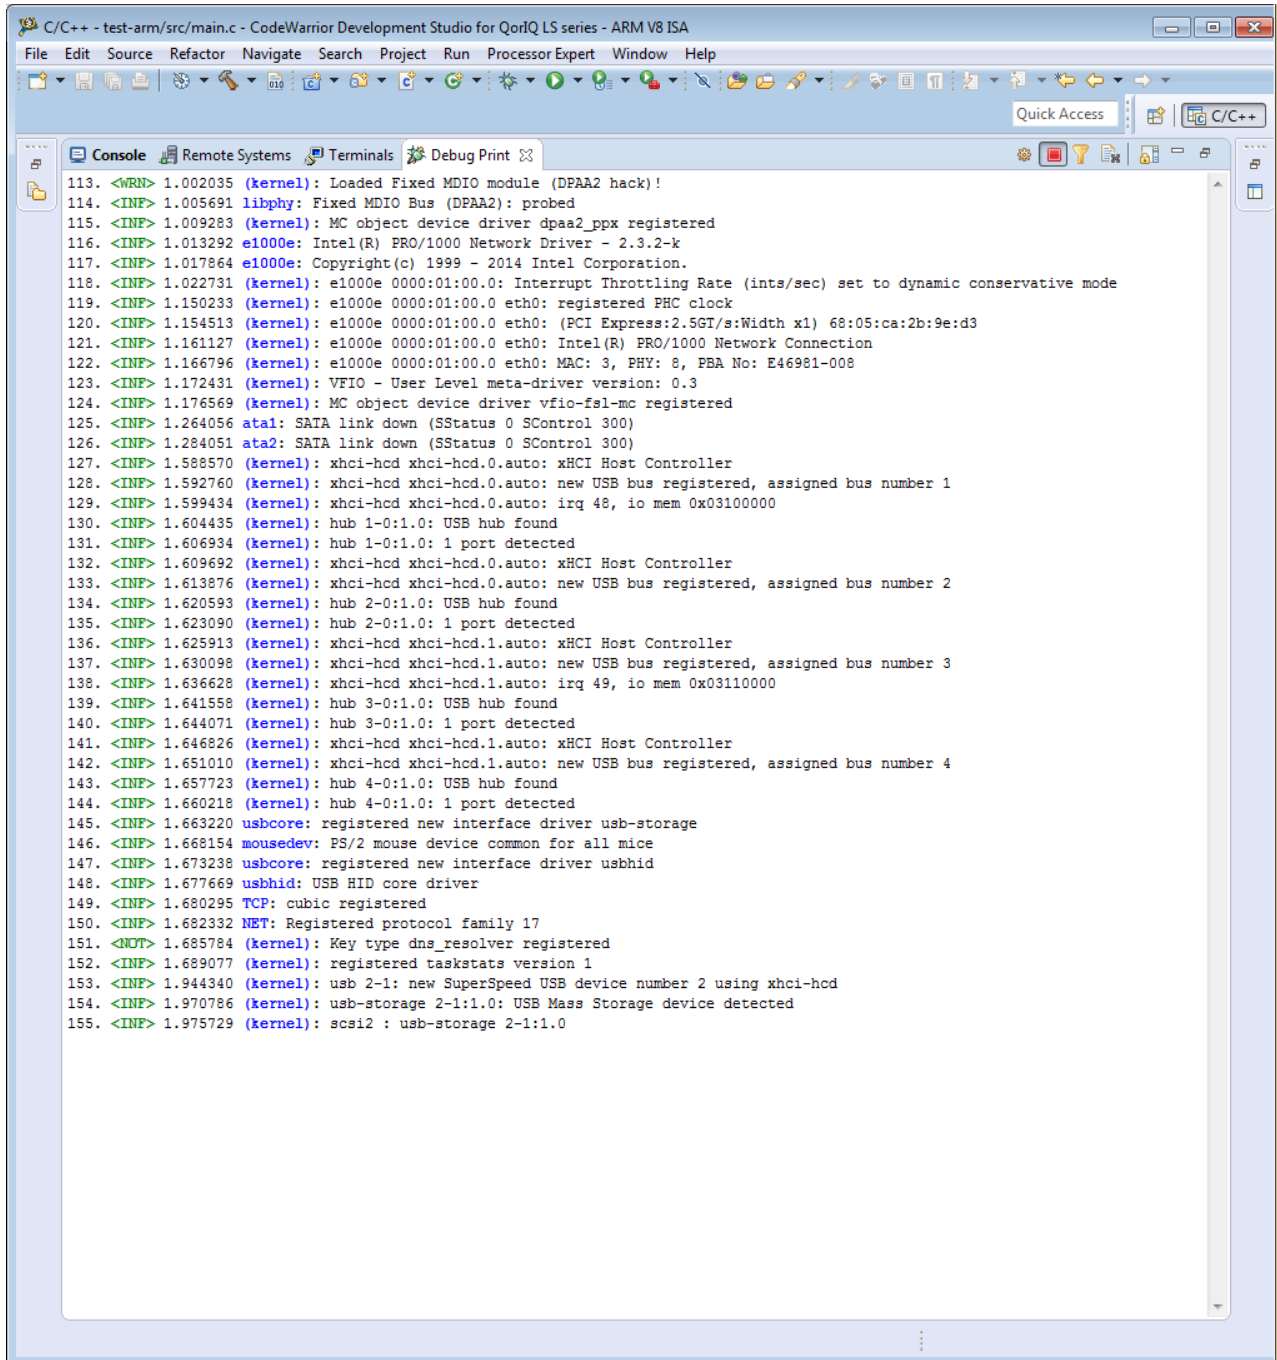 C/C++ - test-arm/src/main.c - CodeWarrior Development Studio for QorIQ LS series - ARM V8 ISA
File Edit Source Refactor Navigate Search Project Run Processor Expert Window Help
Quick Access C/C++
Console Remote Systems Terminals Debug Print
113. <WRN> 1.002035 (kernel): Loaded Fixed MDIO module (DPAA2 hack)!
114. <INF> 1.005691 libphy: Fixed MDIO Bus (DPAA2): probed
115. <INF> 1.009283 (kernel): MC object device driver dpaa2_ppx registered
116. <INF> 1.013292 e1000e: Intel(R) PRO/1000 Network Driver - 2.3.2-k
117. <INF> 1.017864 e1000e: Copyright(c) 1999 - 2014 Intel Corporation.
118. <INF> 1.022731 (kernel): e1000e 0000:01:00.0: Interrupt Throttling Rate (ints/sec) set to dynamic conservative mode
119. <INF> 1.150233 (kernel): e1000e 0000:01:00.0 eth0: registered PHC clock
120. <INF> 1.154513 (kernel): e1000e 0000:01:00.0 eth0: (PCI Express:2.5GT/s:Width x1) 68:05:ca:2b:9e:d3
121. <INF> 1.161127 (kernel): e1000e 0000:01:00.0 eth0: Intel(R) PRO/1000 Network Connection
122. <INF> 1.166796 (kernel): e1000e 0000:01:00.0 eth0: MAC: 3, PHY: 8, PBA No: E46981-008
123. <INF> 1.172431 (kernel): VFIO - User Level meta-driver version: 0.3
124. <INF> 1.176569 (kernel): MC object device driver vfio-fsl-mc registered
125. <INF> 1.264056 ata1: SATA link down (SStatus 0 SControl 300)
126. <INF> 1.284051 ata2: SATA link down (SStatus 0 SControl 300)
127. <INF> 1.588570 (kernel): xhci-hcd xhci-hcd.0.auto: xHCI Host Controller
128. <INF> 1.592760 (kernel): xhci-hcd xhci-hcd.0.auto: new USB bus registered, assigned bus number 1
129. <INF> 1.599434 (kernel): xhci-hcd xhci-hcd.0.auto: irq 48, io mem 0x03100000
130. <INF> 1.604435 (kernel): hub 1-0:1.0: USB hub found
131. <INF> 1.606934 (kernel): hub 1-0:1.0: 1 port detected
132. <INF> 1.609692 (kernel): xhci-hcd xhci-hcd.0.auto: xHCI Host Controller
133. <INF> 1.613876 (kernel): xhci-hcd xhci-hcd.0.auto: new USB bus registered, assigned bus number 2
134. <INF> 1.620593 (kernel): hub 2-0:1.0: USB hub found
135. <INF> 1.623090 (kernel): hub 2-0:1.0: 1 port detected
136. <INF> 1.625913 (kernel): xhci-hcd xhci-hcd.1.auto: xHCI Host Controller
137. <INF> 1.630098 (kernel): xhci-hcd xhci-hcd.1.auto: new USB bus registered, assigned bus number 3
138. <INF> 1.636628 (kernel): xhci-hcd xhci-hcd.1.auto: irq 49, io mem 0x03110000
139. <INF> 1.641558 (kernel): hub 3-0:1.0: USB hub found
140. <INF> 1.644071 (kernel): hub 3-0:1.0: 1 port detected
141. <INF> 1.646826 (kernel): xhci-hcd xhci-hcd.1.auto: xHCI Host Controller
142. <INF> 1.651010 (kernel): xhci-hcd xhci-hcd.1.auto: new USB bus registered, assigned bus number 4
143. <INF> 1.657723 (kernel): hub 4-0:1.0: USB hub found
144. <INF> 1.660218 (kernel): hub 4-0:1.0: 1 port detected
145. <INF> 1.663220 usbcore: registered new interface driver usb-storage
146. <INF> 1.668154 mousedev: PS/2 mouse device common for all mice
147. <INF> 1.673238 usbcore: registered new interface driver usbhid
148. <INF> 1.677669 usbhid: USB HID core driver
149. <INF> 1.680295 TCP: cubic registered
150. <INF> 1.682332 NET: Registered protocol family 17
151. <NOT> 1.685784 (kernel): Key type dns_resolver registered
152. <INF> 1.689077 (kernel): registered taskstats version 1
153. <INF> 1.944340 (kernel): usb 2-1: new SuperSpeed USB device number 2 using xhci-hcd
154. <INF> 1.970786 (kernel): usb-storage 2-1:1.0: USB Mass Storage device detected
155. <INF> 1.975729 (kernel): scsi2 : usb-storage 2-1:1.0